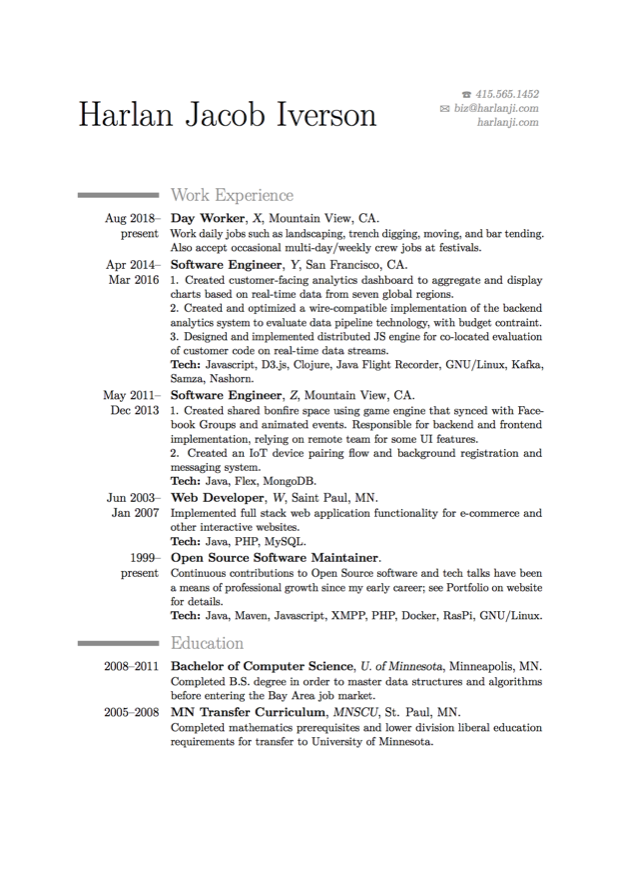 Harlan Jacob Iverson
☎ 415.565.1452
✉ biz@harlanji.com
harlanji.com
Work Experience
Aug 2018–present
Day Worker, X, Mountain View, CA.
Work daily jobs such as landscaping, trench digging, moving, and bar tending.
Also accept occasional multi-day/weekly crew jobs at festivals.
Apr 2014–Mar 2016
Software Engineer, Y, San Francisco, CA.
1. Created customer-facing analytics dashboard to aggregate and display
charts based on real-time data from seven global regions.
2. Created and optimized a wire-compatible implementation of the backend
analytics system to evaluate data pipeline technology, with budget contraint.
3. Designed and implemented distributed JS engine for co-located evaluation
of customer code on real-time data streams.
Tech: Javascript, D3.js, Clojure, Java Flight Recorder, GNU/Linux, Kafka,
Samza, Nashorn.
May 2011–Dec 2013
Software Engineer, Z, Mountain View, CA.
1. Created shared bonfire space using game engine that synced with Face-
book Groups and animated events. Responsible for backend and frontend
implementation, relying on remote team for some UI features.
2. Created an IoT device pairing flow and background registration and
messaging system.
Tech: Java, Flex, MongoDB.
Jun 2003–Jan 2007
Web Developer, W, Saint Paul, MN.
Implemented full stack web application functionality for e-commerce and
other interactive websites.
Tech: Java, PHP, MySQL.
1999–present
Open Source Software Maintainer.
Continuous contributions to Open Source software and tech talks have been
a means of professional growth since my early career; see Portfolio on website
for details.
Tech: Java, Maven, Javascript, XMPP, PHP, Docker, RasPi, GNU/Linux.
Education
2008–2011
Bachelor of Computer Science, U. of Minnesota, Minneapolis, MN.
Completed B.S. degree in order to master data structures and algorithms
before entering the Bay Area job market.
2005–2008
MN Transfer Curriculum, MNSCU, St. Paul, MN.
Completed mathematics prerequisites and lower division liberal education
requirements for transfer to University of Minnesota.